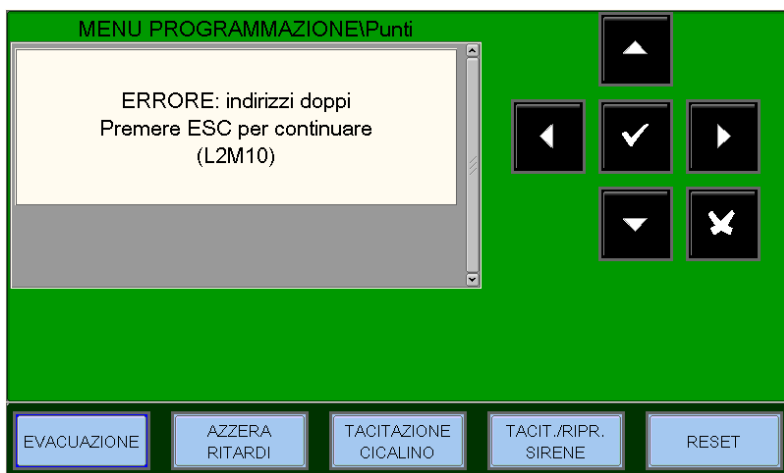 MENU PROGRAMMAZIONE\Punti
ERRORE: indirizzi doppi
Premere ESC per continuare
(L2M10)
EVACUAZIONE
AZZERA
RITARDI
TACITAZIONE
CICALINO
TACIT./RIPR.
SIRENE
RESET